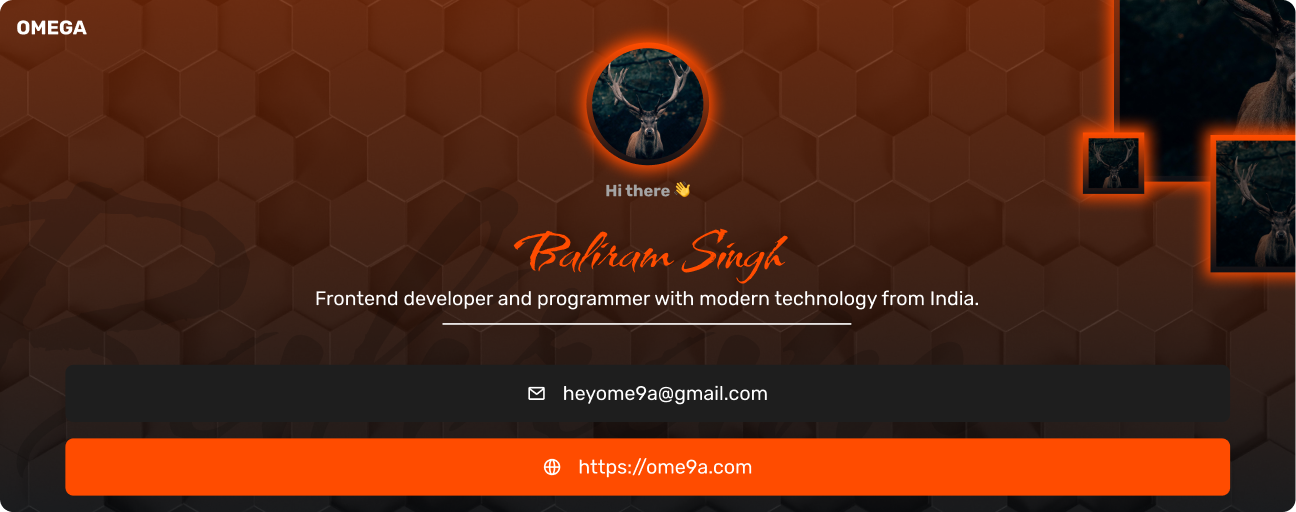 OMEGA
Hi there 👋
Baliram Singh
Frontend developer and programmer with modern technology from India.
heyome9a@gmail.com
https://ome9a.com